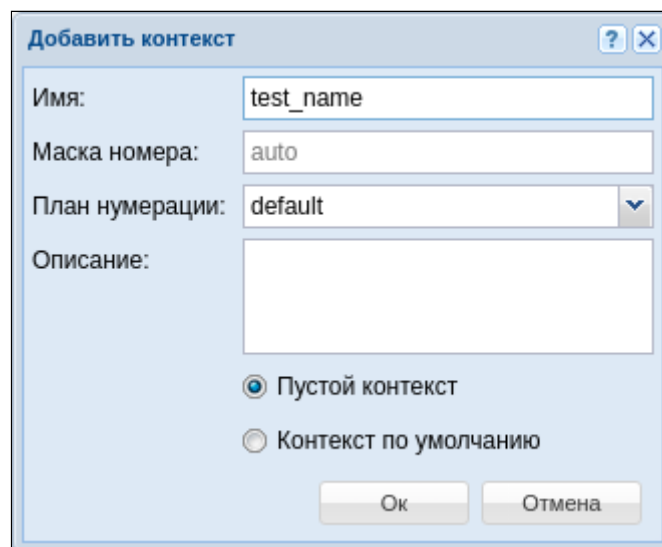 Добавить контекст ?
Имя: test_name
Маска номера: auto
План нумерации: default
Описание:
Пустой контекст
Контекст по умолчанию
Ок Отмена